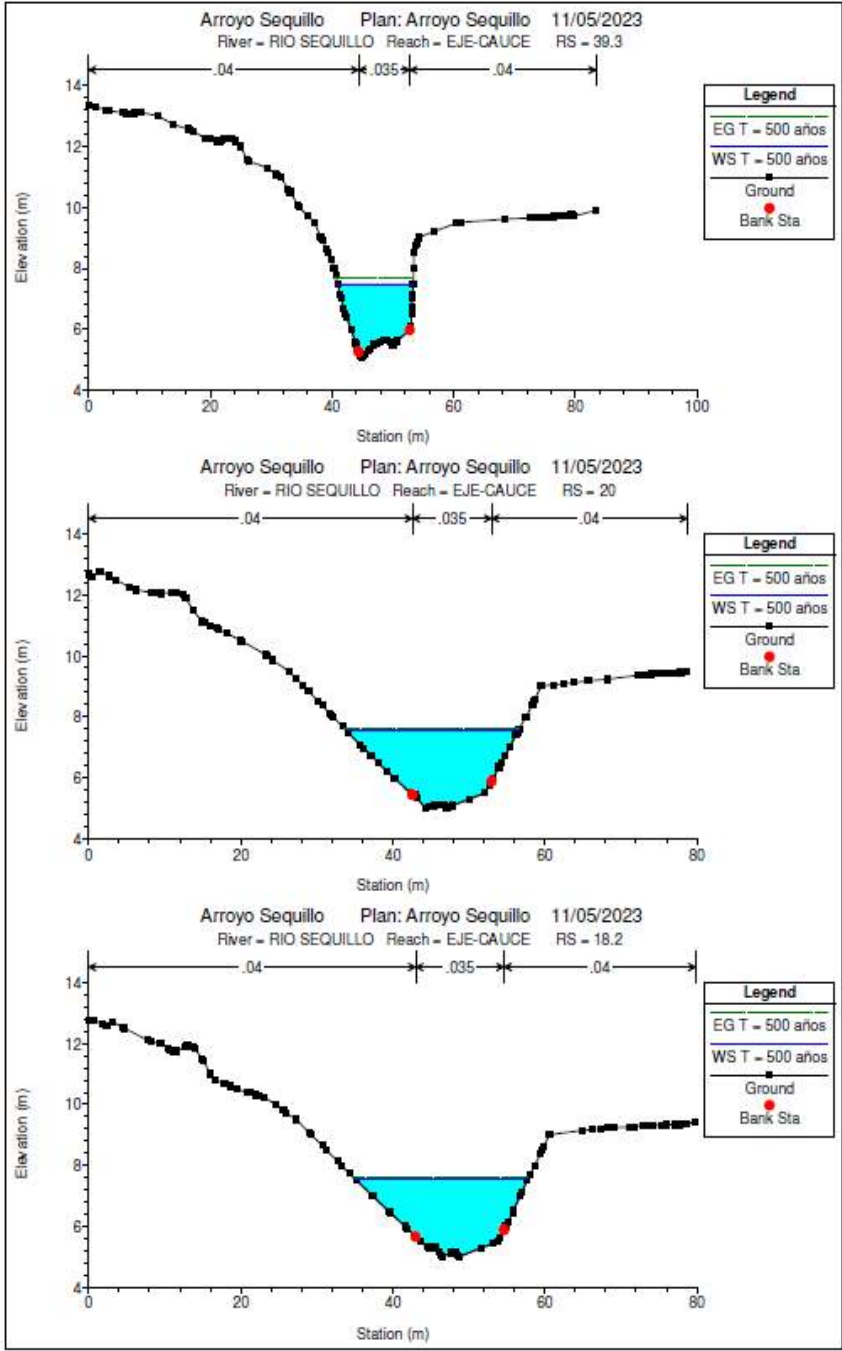 Arroyo Sequillo Plan: Arroyo Sequillo 11/05/2023
River = RIO SEQUILLO Reach = EJE-CAUCE RS = 39.3
.04 .035 .04
Elevation (m)
14
12
10
8
6
4
0 20 40 60 80 100
Station (m)
Legend
EG T = 500 años
WS T = 500 años
Ground
Bank Sta
Arroyo Sequillo Plan: Arroyo Sequillo 11/05/2023
River = RIO SEQUILLO Reach = EJE-CAUCE RS = 20
.04 .035 .04
Elevation (m)
14
12
10
8
6
4
0 20 40 60 80
Station (m)
Legend
EG T = 500 años
WS T = 500 años
Ground
Bank Sta
Arroyo Sequillo Plan: Arroyo Sequillo 11/05/2023
River = RIO SEQUILLO Reach = EJE-CAUCE RS = 18.2
.04 .035 .04
Elevation (m)
14
12
10
8
6
4
0 20 40 60 80
Station (m)
Legend
EG T = 500 años
WS T = 500 años
Ground
Bank Sta